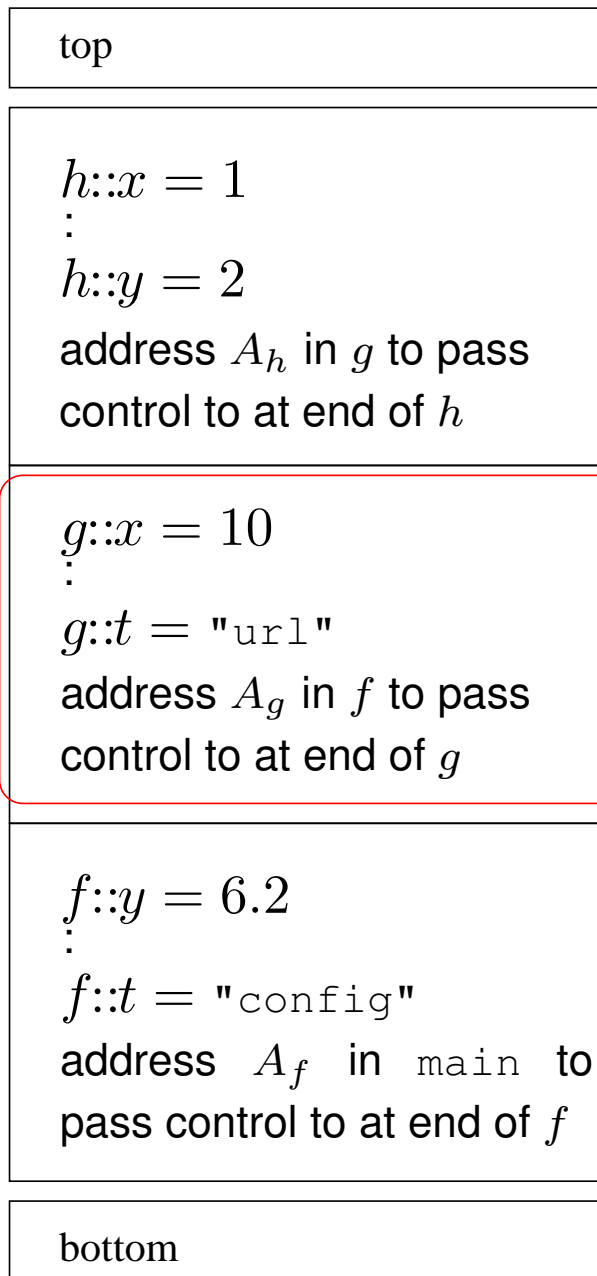 top
h::x = 1
:
h::y = 2
address A_h in g to pass
control to at end of h
g::x = 10
:
g::t = "url"
address A_g in f to pass
control to at end of g
f::y = 6.2
:
f::t = "config"
address A_f in main to
pass control to at end of f
bottom